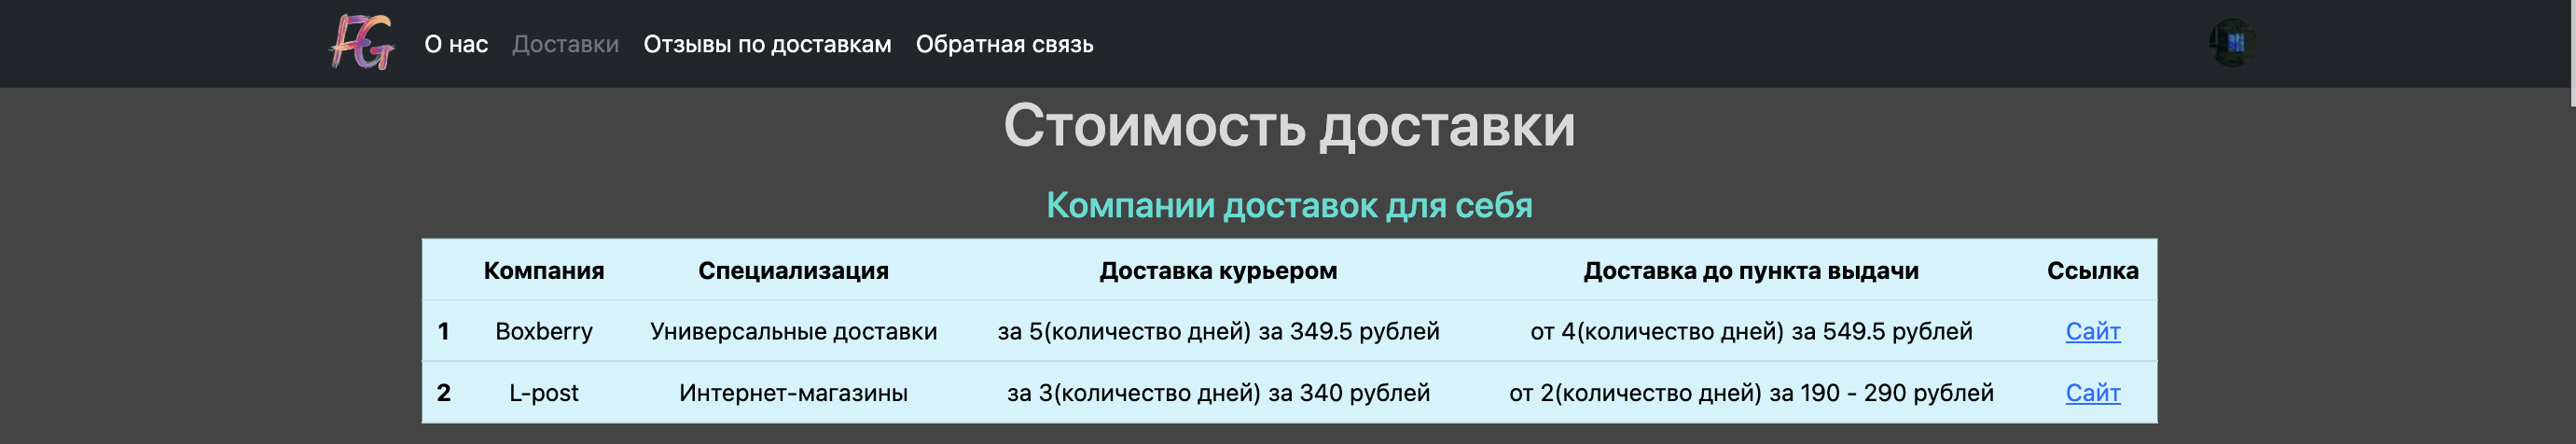 FG О нас Доставки Отзывы по доставкам Обратная связь
Стоимость доставки
Компании доставок для себя
Компания Специализация Доставка курьером Доставка до пункта выдачи Ссылка
1 Boxberry Универсальные доставки за 5(количество дней) за 349.5 рублей от 4(количество дней) за 549.5 рублей Сайт
2 L-post Интернет-магазины за 3(количество дней) за 340 рублей от 2(количество дней) за 190 - 290 рублей Сайт